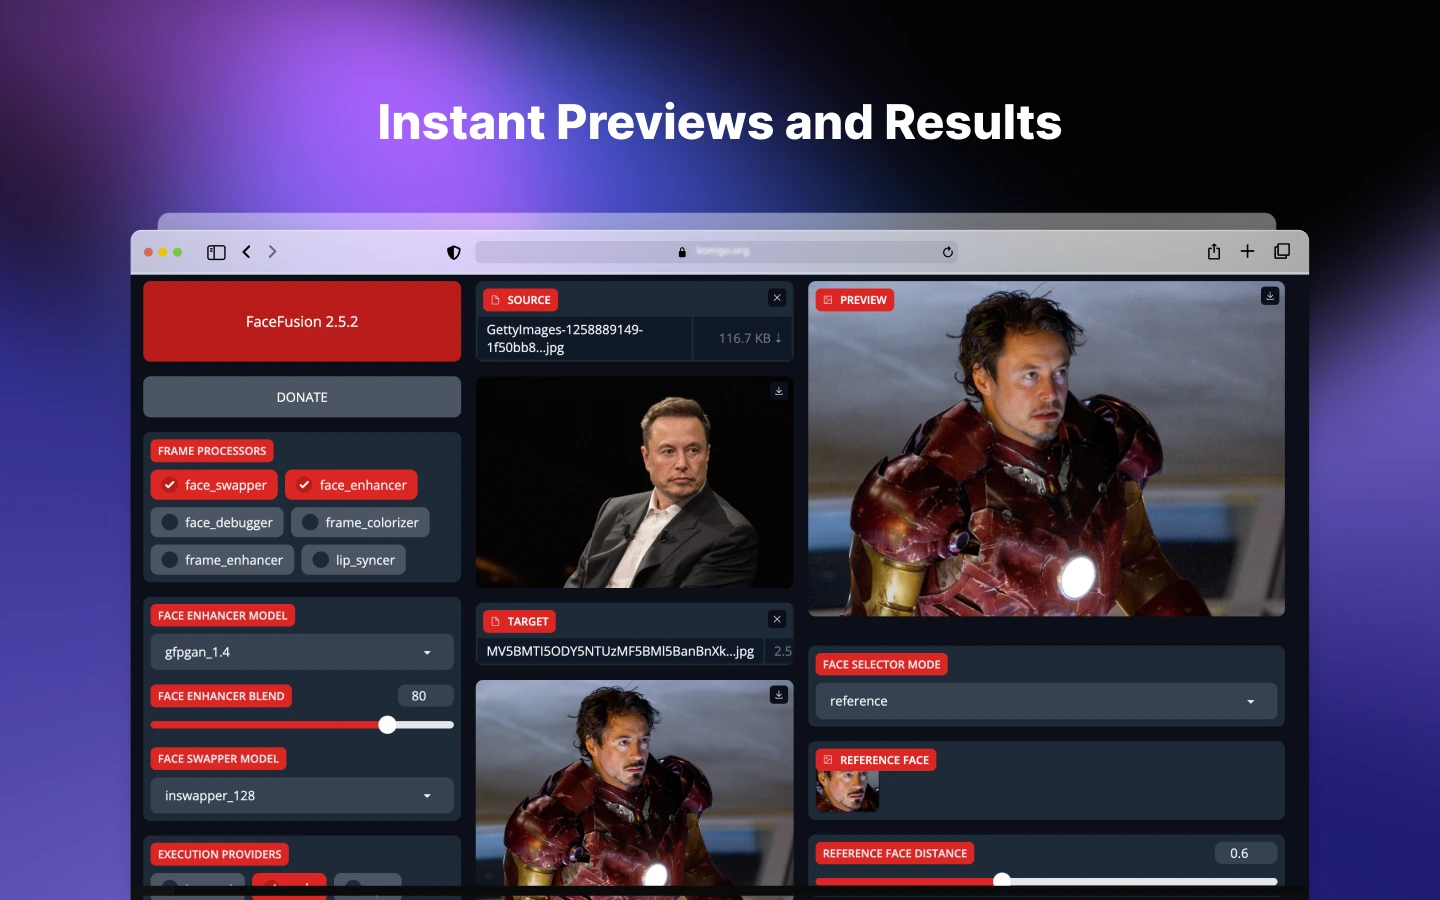 Instant Previews and Results
FaceFusion 2.5.2
DONATE
FRAME PROCESSORS
face_swapper
face_enhancer
face_debugger
frame_colorizer
frame_enhancer
lip_syncer
FACE ENHANCER MODEL
gfpgan_1.4
FACE ENHANCER BLEND
80
FACE SWAPPER MODEL
inswapper_128
EXECUTION PROVIDERS
SOURCE
GettyImages-1258889149-
1f50bb8...jpg
116.7 KB ↓
TARGET
MV5BMTI5ODY5NTUzMF5BMl5BanBnXk...jpg
2.5
PREVIEW
FACE SELECTOR MODE
reference
REFERENCE FACE
REFERENCE FACE DISTANCE
0.6